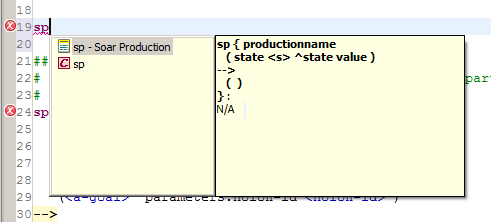 18
19 sp
20
sp - Soar Production
sp
sp { productionname
( state <s> ^state value )
-->
( )
} :
N/A
21 ##
22 #
23 #
24 sp
25
26
27
28
29
30 -->